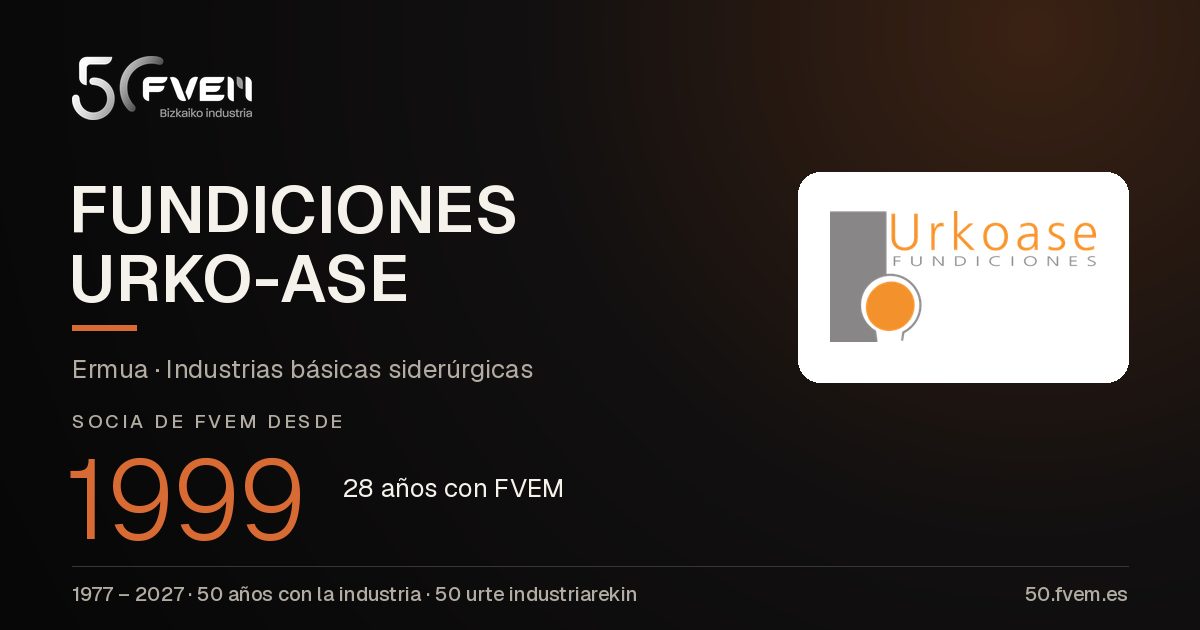 50 FVEM
Bizkaiko industria
FUNDICIONES
URKO-ASE
Urkoase
FUNDICIONES
Ermua · Industrias básicas siderúrgicas
SOCIA DE FVEM DESDE
1999
28 años con FVEM
1977 – 2027 · 50 años con la industria · 50 urte industriarekin
50.fvem.es